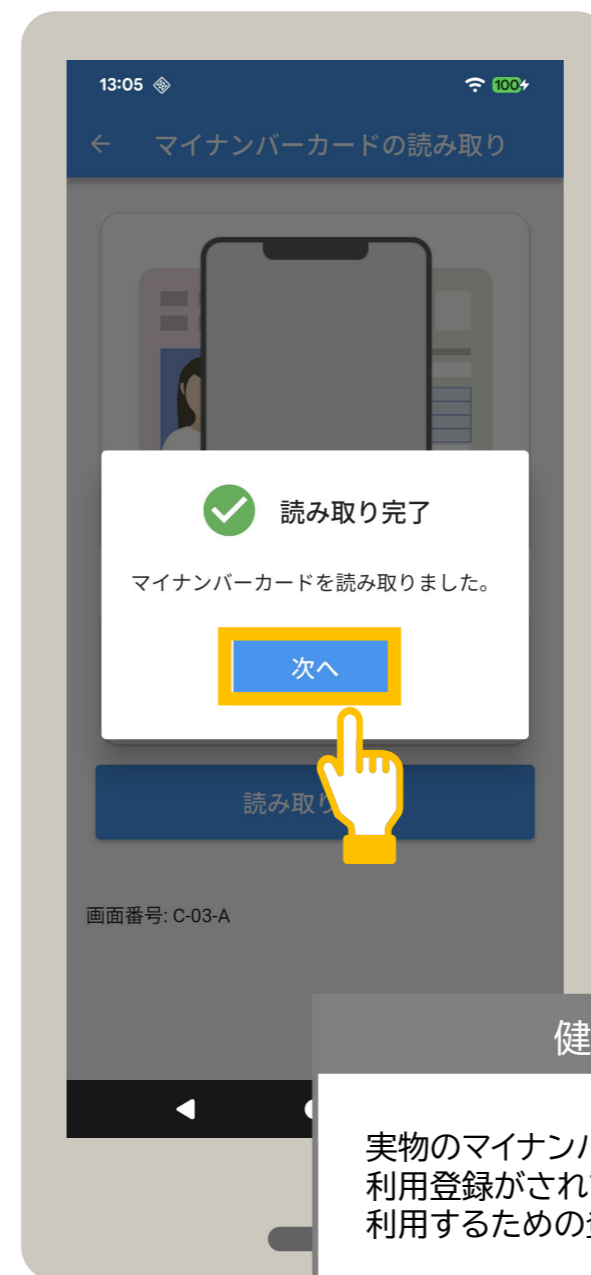 13:05
100
マイナンバーカードの読み取り
読み取り完了
マイナンバーカードを読み取りました。
次へ
読み取り
画面番号: C-03-A
健
実物のマイナン
利用登録がされ
利用するための